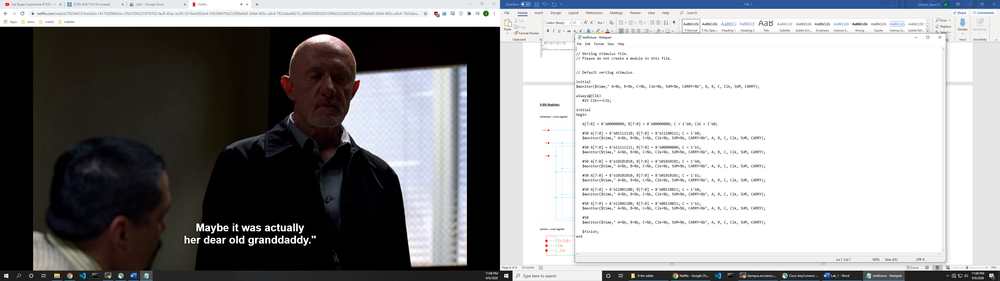 Joe Rogan Experience #1533 - A
ECEN 454/714 (16 unread)
Lab1 - Google Drive
Netflix
netflix.com/watch/70236413?trackId=14170289&tctx=2%2C0%2Cf2f76702-fac8-42ac-bc93-5216ec065dc4-59524947%2C2099a0e9-264d-405c-a9c4-7822aba68215_44963058X3XX1599623226055%2C2099a0e9-264d-405c-a9c4-7822aba...
Apps tamu media webdev
Maybe it was actually
her dear old granddaddy."
11:08 PM
9/8/2020
AutoSave Off
Lab_1
Gilman, Jason A GJ
File Home Insert Design Layout References Mailings Review View Help Search
Share Comments
Paste
Cut
Copy
Format Painter
Clipboard
Calibri (Body) 11
AaBbCcDc ¶ Normal
AaBbCcDc ¶ No Spac...
AaBbCc Heading 1
AaBbCcD Heading 2
AaB Title
AaBbCcD Subtitle
AaBbCcDc Subtle Em...
AaBbCcDc Emphasis
AaBbCcDc Intense E...
AaBbCcDc Strong
AaBbCcDc Quote
AaBbCcDc Intense Q...
AaBbCcDc Subtle Ref...
Find
Replace
Select
Dictate
Voice
Sensitivity
Sensitivity
4-Bit-Register:
Schematic – 4-bit-register
Symbol – 4-bit-register
D<3:0>
Clk
_Clk
testfixture - Notepad
File Edit Format View Help
// Verilog stimulus file.
// Please do not create a module in this file.
// Default verilog stimulus.
initial
$monitor($time," A=%b, B=%b, C=%b, Clk=%b, SUM=%b, CARRY=%b", A, B, C, Clk, SUM, CARRY);
always@(Clk)
#25 Clk<=~Clk;
initial
begin
A[7:0] = 8'b00000000; B[7:0] = 8'b00000000; C = 1'b0; Clk = 1'b0;
#50 A[7:0] = 8'b01111110; B[7:0] = 8'b11100111; C = 1'b0;
$monitor($time," A=%b, B=%b, C=%b, Clk=%b, SUM=%b, CARRY=%b", A, B, C, Clk, SUM, CARRY);
#50 A[7:0] = 8'b11111111; B[7:0] = 8'b00000000; C = 1'b1;
$monitor($time," A=%b, B=%b, C=%b, Clk=%b, SUM=%b, CARRY=%b", A, B, C, Clk, SUM, CARRY);
#50 A[7:0] = 8'b10101010; B[7:0] = 8'b01010101; C = 1'b0;
$monitor($time," A=%b, B=%b, C=%b, Clk=%b, SUM=%b, CARRY=%b", A, B, C, Clk, SUM, CARRY);
#50 A[7:0] = 8'b10101010; B[7:0] = 8'b01010101; C = 1'b1;
$monitor($time," A=%b, B=%b, C=%b, Clk=%b, SUM=%b, CARRY=%b", A, B, C, Clk, SUM, CARRY);
#50 A[7:0] = 8'b11001100; B[7:0] = 8'b00110011; C = 1'b0;
$monitor($time," A=%b, B=%b, C=%b, Clk=%b, SUM=%b, CARRY=%b", A, B, C, Clk, SUM, CARRY);
#50 A[7:0] = 8'b11001100; B[7:0] = 8'b00110011; C = 1'b1;
$monitor($time," A=%b, B=%b, C=%b, Clk=%b, SUM=%b, CARRY=%b", A, B, C, Clk, SUM, CARRY);
#50
$monitor($time," A=%b, B=%b, C=%b, Clk=%b, SUM=%b, CARRY=%b", A, B, C, Clk, SUM, CARRY);
$finish;
end
Ln 1, Col 1 100% Unix (LF) UTF-8
Page 6 of 6 35 words
Focus 70%
Type here to search
8-bit-adder
Netflix - Google Ch...
olympus.ece.tamu....
Cisco AnyConnect ...
Lab_1 - Word
testfixture - Notepad
11:08 PM
9/8/2020